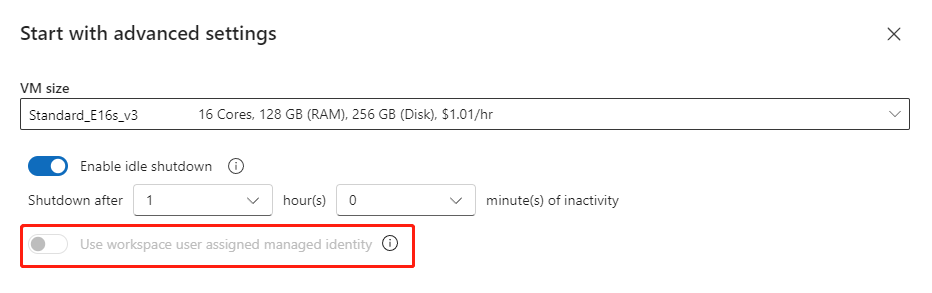 Start with advanced settings
VM size
Standard_E16s_v3 16 Cores, 128 GB (RAM), 256 GB (Disk), $1.01/hr
Enable idle shutdown
Shutdown after 1 hour(s) 0 minute(s) of inactivity
Use workspace user assigned managed identity